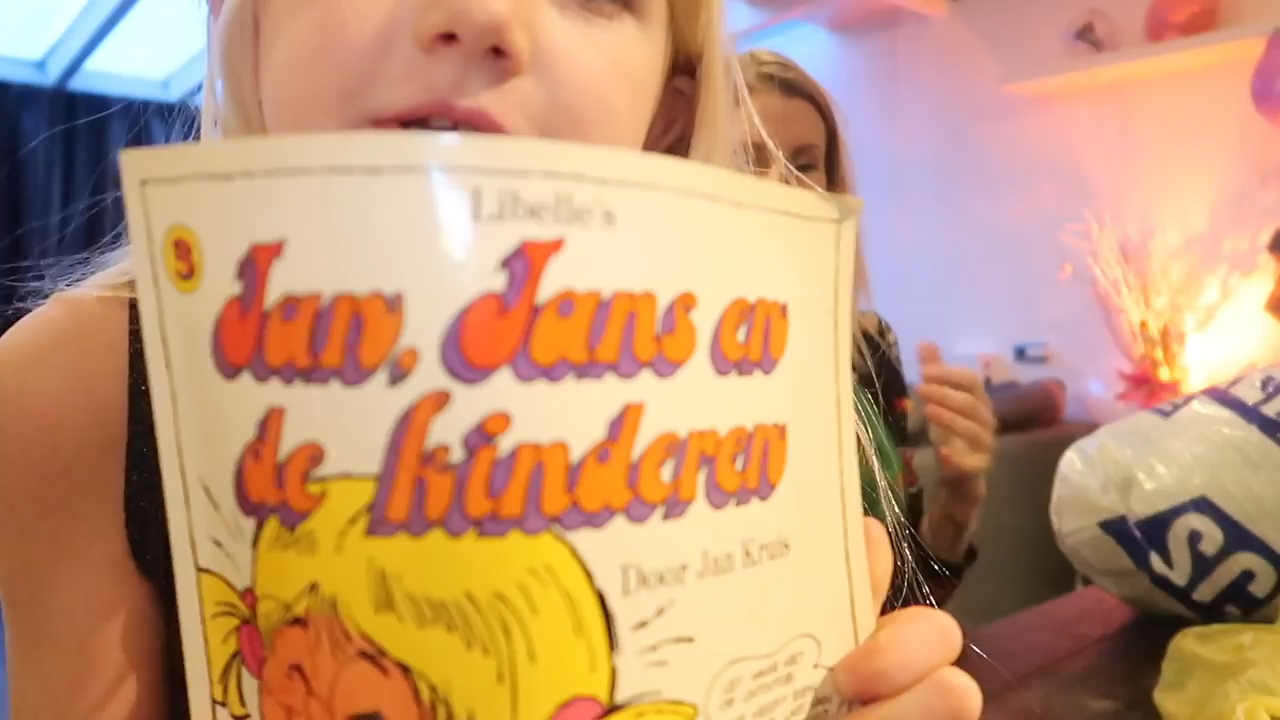 Libelle's
3
Jan, Jans en
de kinderen
Door Jan Kruis